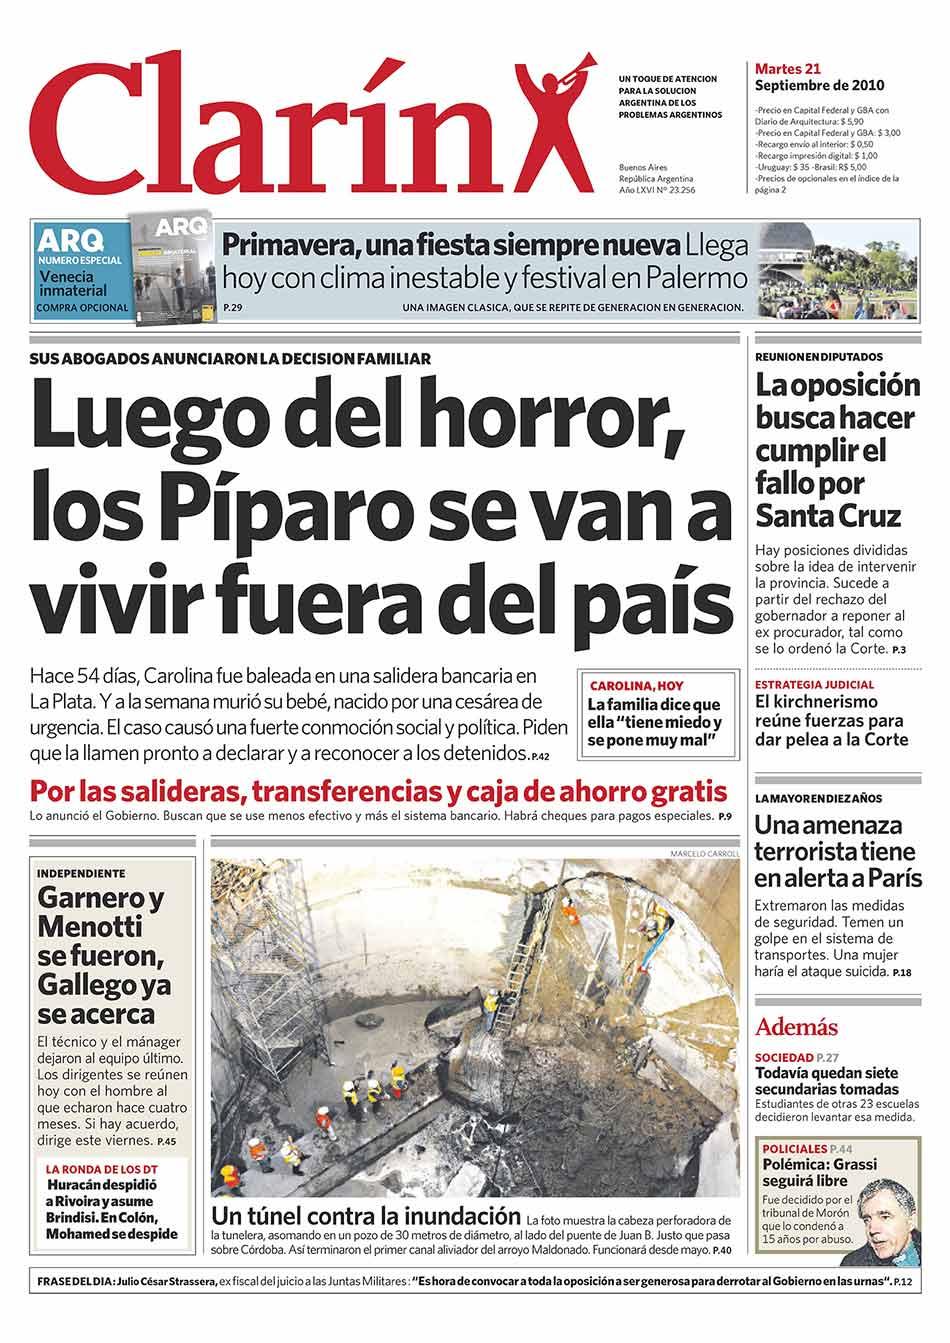 Clarín
UN TOQUE DE ATENCION
PARA LA SOLUCION
ARGENTINA DE LOS
PROBLEMAS ARGENTINOS
Buenos Aires
República Argentina
Año LXVI Nº 23.256
Martes 21
Septiembre de 2010
-Precio en Capital Federal y GBA con
Diario de Arquitectura: $ 5,90
-Precio en Capital Federal y GBA: $ 3,00
-Recargo envío al interior: $ 0,50
-Recargo impresión digital: $ 1,00
-Uruguay: $ 35 -Brasil: R$ 5,00
-Precios de opcionales en el índice de la
página 2
ARQ
NUMERO ESPECIAL
Venecia
inmaterial
COMPRA OPCIONAL
ARQ
Primavera, una fiesta siempre nueva Llega
hoy con clima inestable y festival en Palermo
P.29
UNA IMAGEN CLASICA, QUE SE REPITE DE GENERACION EN GENERACION.
SUS ABOGADOS ANUNCIARON LA DECISION FAMILIAR
Luego del horror,
los Píparo se van a
vivir fuera del país
Hace 54 días, Carolina fue baleada en una salidera bancaria en
La Plata. Y a la semana murió su bebé, nacido por una cesárea de
urgencia. El caso causó una fuerte conmoción social y política. Piden
que la llamen pronto a declarar y a reconocer a los detenidos. P.42
CAROLINA, HOY
La familia dice que
ella “tiene miedo y
se pone muy mal”
Por las salideras, transferencias y caja de ahorro gratis
Lo anunció el Gobierno. Buscan que se use menos efectivo y más el sistema bancario. Habrá cheques para pagos especiales. P.9
REUNION EN DIPUTADOS
La oposición
busca hacer
cumplir el
fallo por
Santa Cruz
Hay posiciones divididas
sobre la idea de intervenir
la provincia. Sucede a
partir del rechazo del
gobernador a reponer al
ex procurador, tal como
se lo ordenó la Corte. P.3
ESTRATEGIA JUDICIAL
El kirchnerismo
reúne fuerzas para
dar pelea a la Corte
LA MAYOR EN DIEZ AÑOS
Una amenaza
terrorista tiene
en alerta a París
Extremaron las medidas
de seguridad. Temen un
golpe en el sistema de
transportes. Una mujer
haría el ataque suicida. P.18
Además
SOCIEDAD P.27
Todavía quedan siete
secundarias tomadas
Estudiantes de otras 23 escuelas
decidieron levantar esa medida.
POLICIALES P.44
Polémica: Grassi
seguirá libre
Fue decidido por el
tribunal de Morón
que lo condenó a
15 años por abuso.
INDEPENDIENTE
Garnero y
Menotti
se fueron,
Gallego ya
se acerca
El técnico y el mánager
dejaron al equipo último.
Los dirigentes se reúnen
hoy con el hombre al
que echaron hace cuatro
meses. Si hay acuerdo,
dirige este viernes. P.45
LA RONDA DE LOS DT
Huracán despidió
a Rivoira y asume
Brindisi. En Colón,
Mohamed se despide
MARCELO CARROLL
Un túnel contra la inundación La foto muestra la cabeza perforadora de
la tunelera, asomando en un pozo de 30 metros de diámetro, al lado del puente de Juan B. Justo que pasa
sobre Córdoba. Así terminaron el primer canal aliviador del arroyo Maldonado. Funcionará desde mayo. P.40
FRASE DEL DIA: Julio César Strassera, ex fiscal del juicio a las Juntas Militares: “Es hora de convocar a toda la oposición a ser generosa para derrotar al Gobierno en las urnas“. P.12